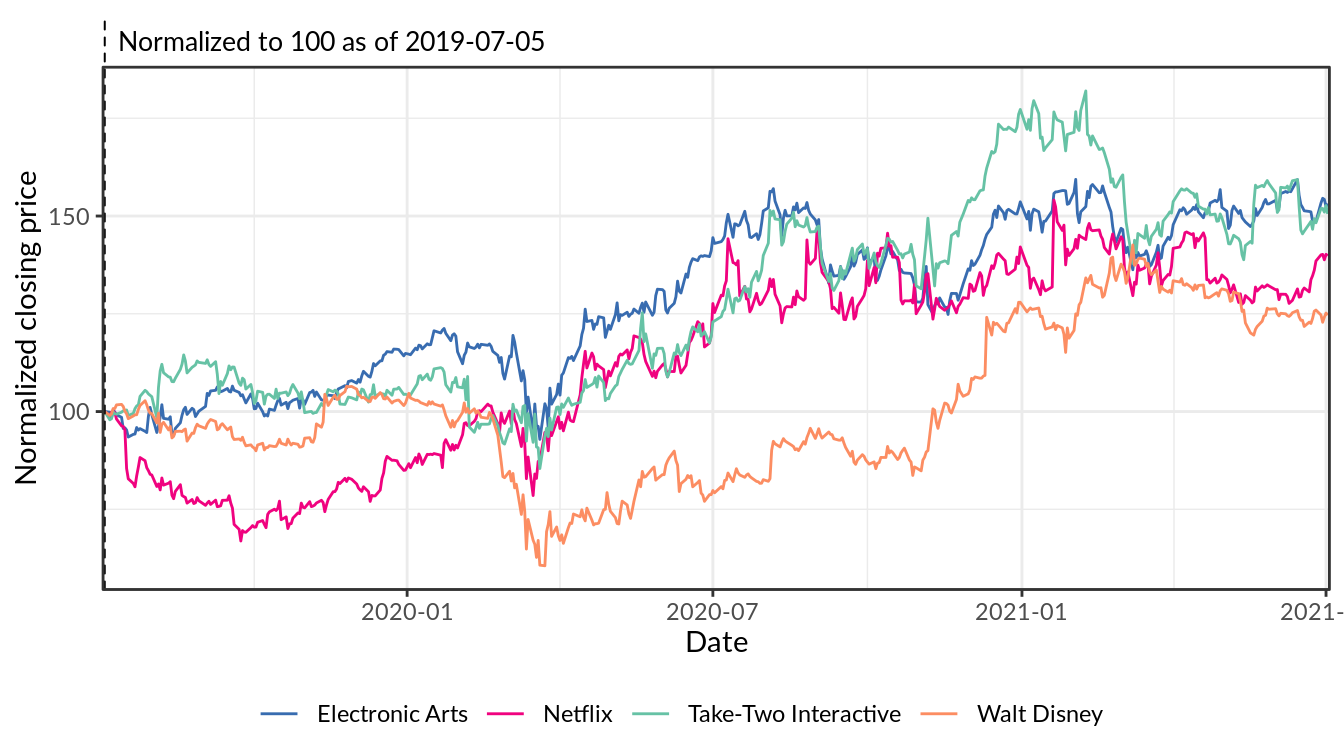 Normalized to 100 as of 2019-07-05
Normalized closing price
150
100
2020-01
2020-07
2021-01
2021-
Date
Electronic Arts
Netflix
Take-Two Interactive
Walt Disney